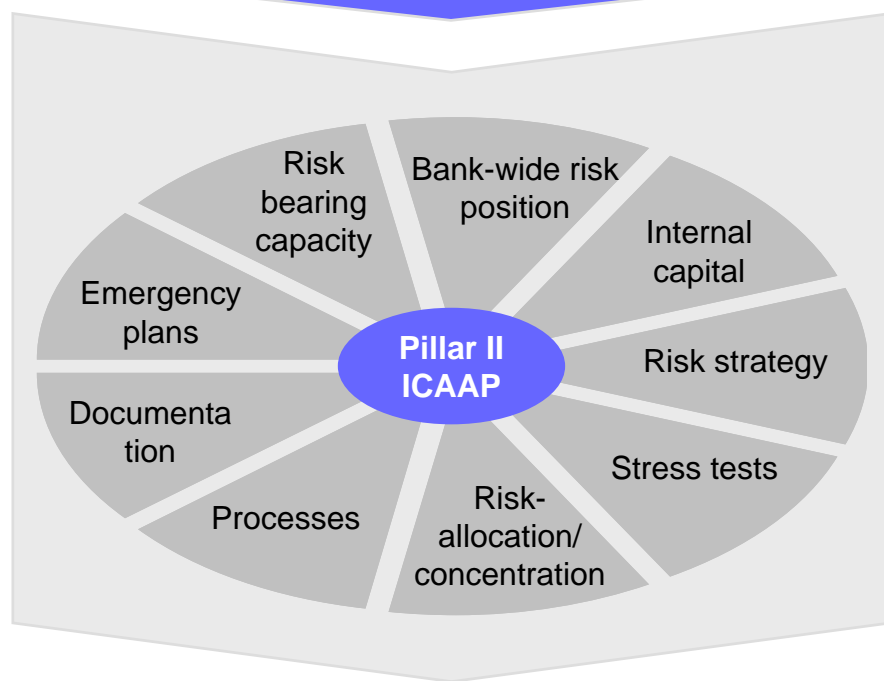 Risk
bearing
capacity
Bank-wide risk
position
Internal
capital
Emergency
plans
Pillar II
ICAAP
Risk strategy
Documenta
tion
Stress tests
Processes
Risk-
allocation/
concentration